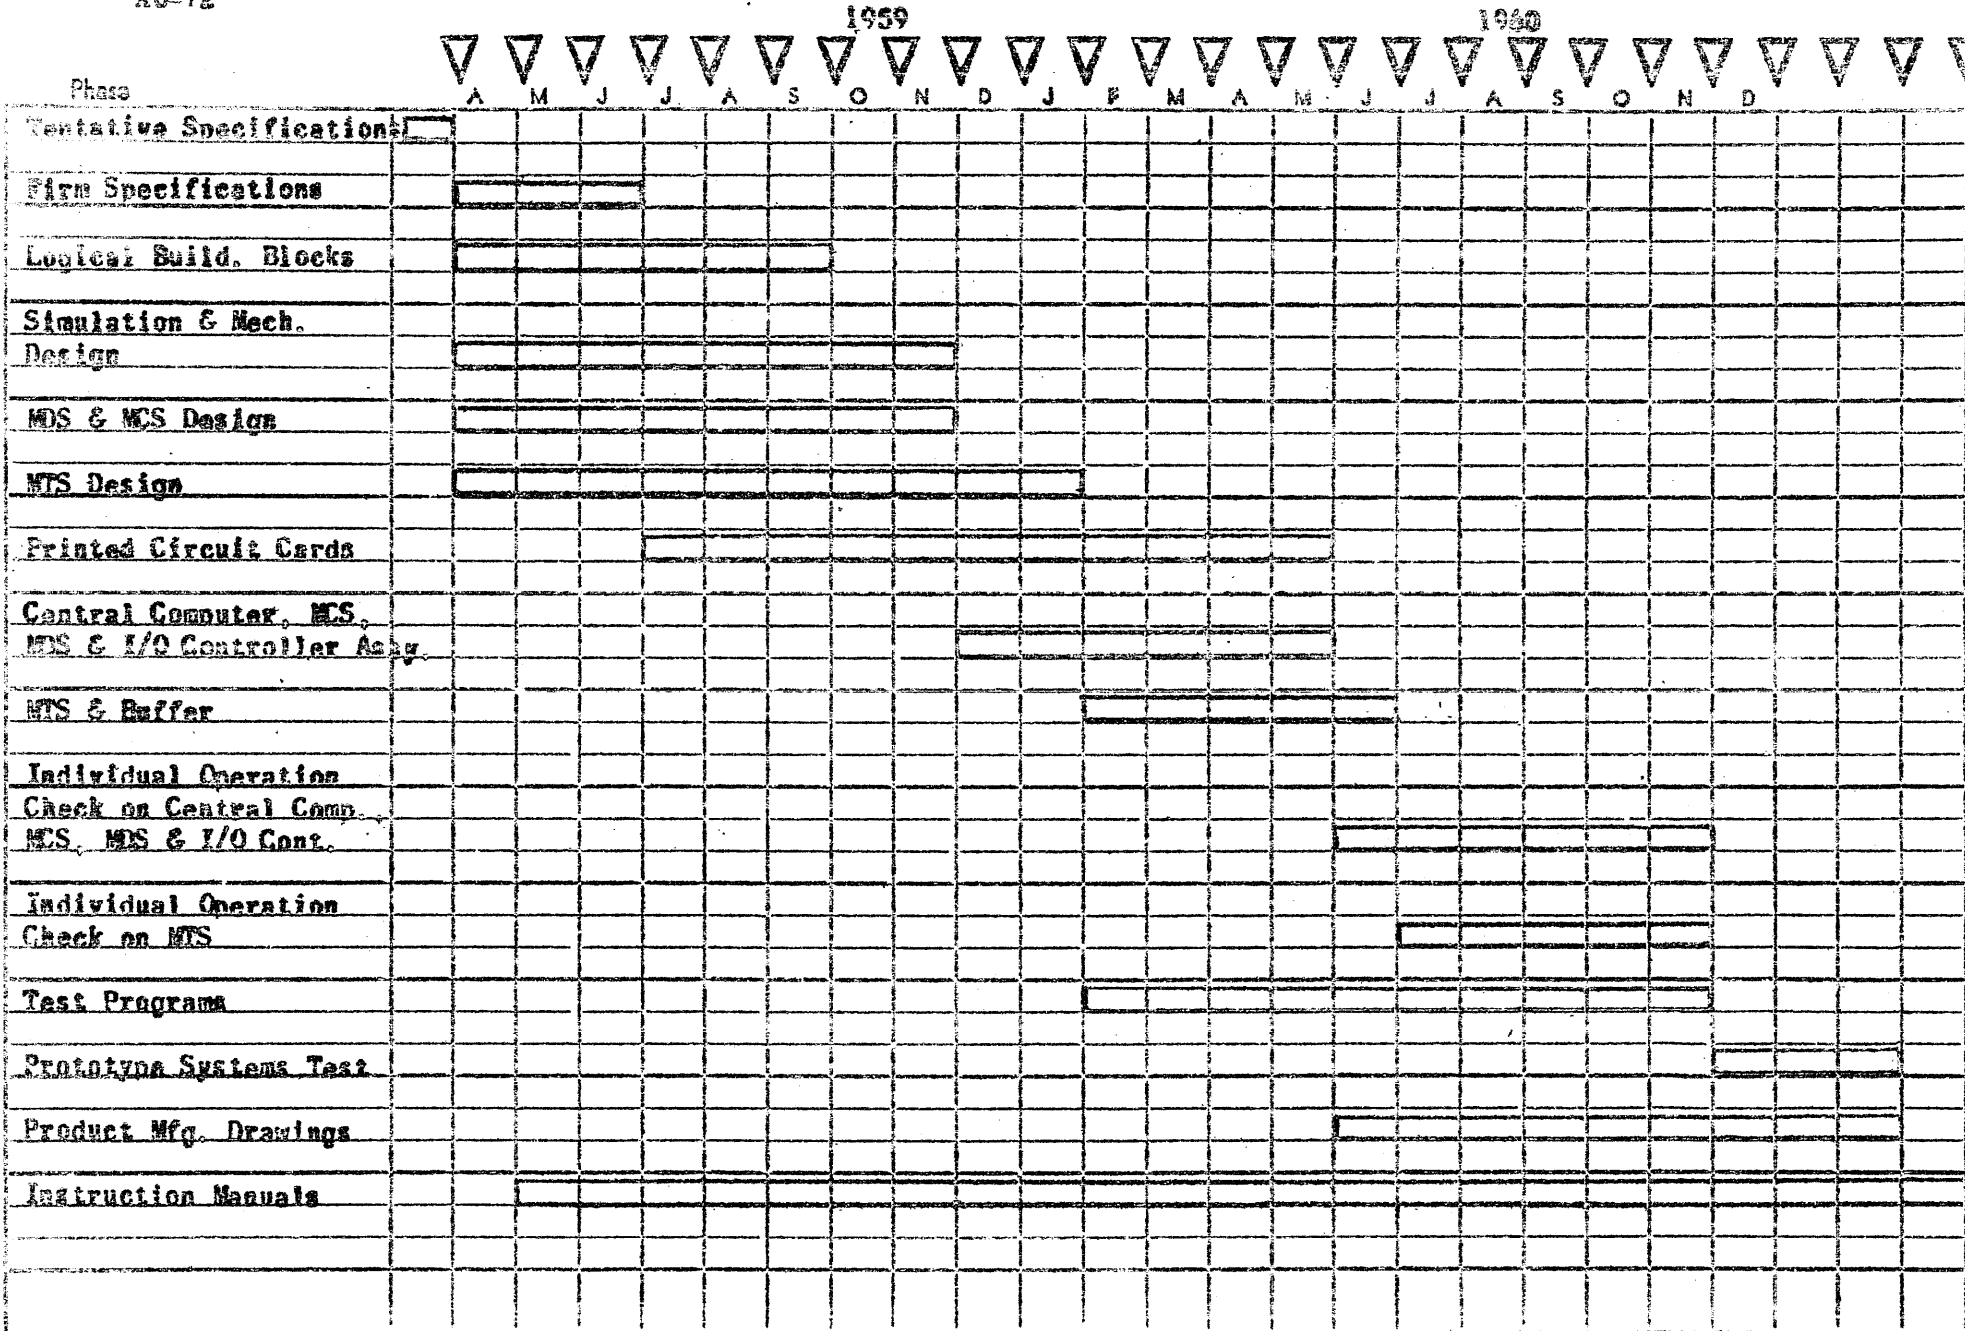 1959
1960
Phase
A M J J A S O N D J F M A M J J A S O N D
Tentative Specifications
Firm Specifications
Logical Build. Blocks
Simulation & Mech.
Design
MDS & MCS Design
MTS Design
Printed Circuit Cards
Central Computer, MCS,
MDS & I/O Controller Assy.
MTS & Buffer
Individual Operation
Check on Central Comp.,
MCS, MDS & I/O Cont.
Individual Operation
Check on MTS
Test Programs
Prototype Systems Test
Product Mfg. Drawings
Instruction Manuals